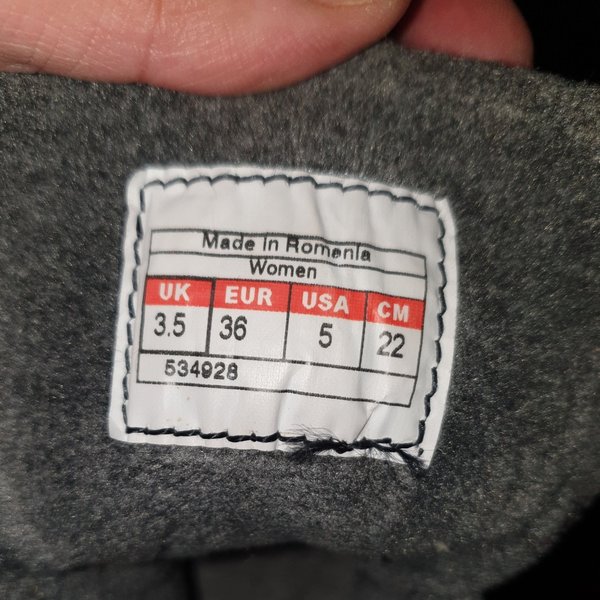 Made In Romania
Women
UK EUR USA CM
3.5 36 5 22
534928